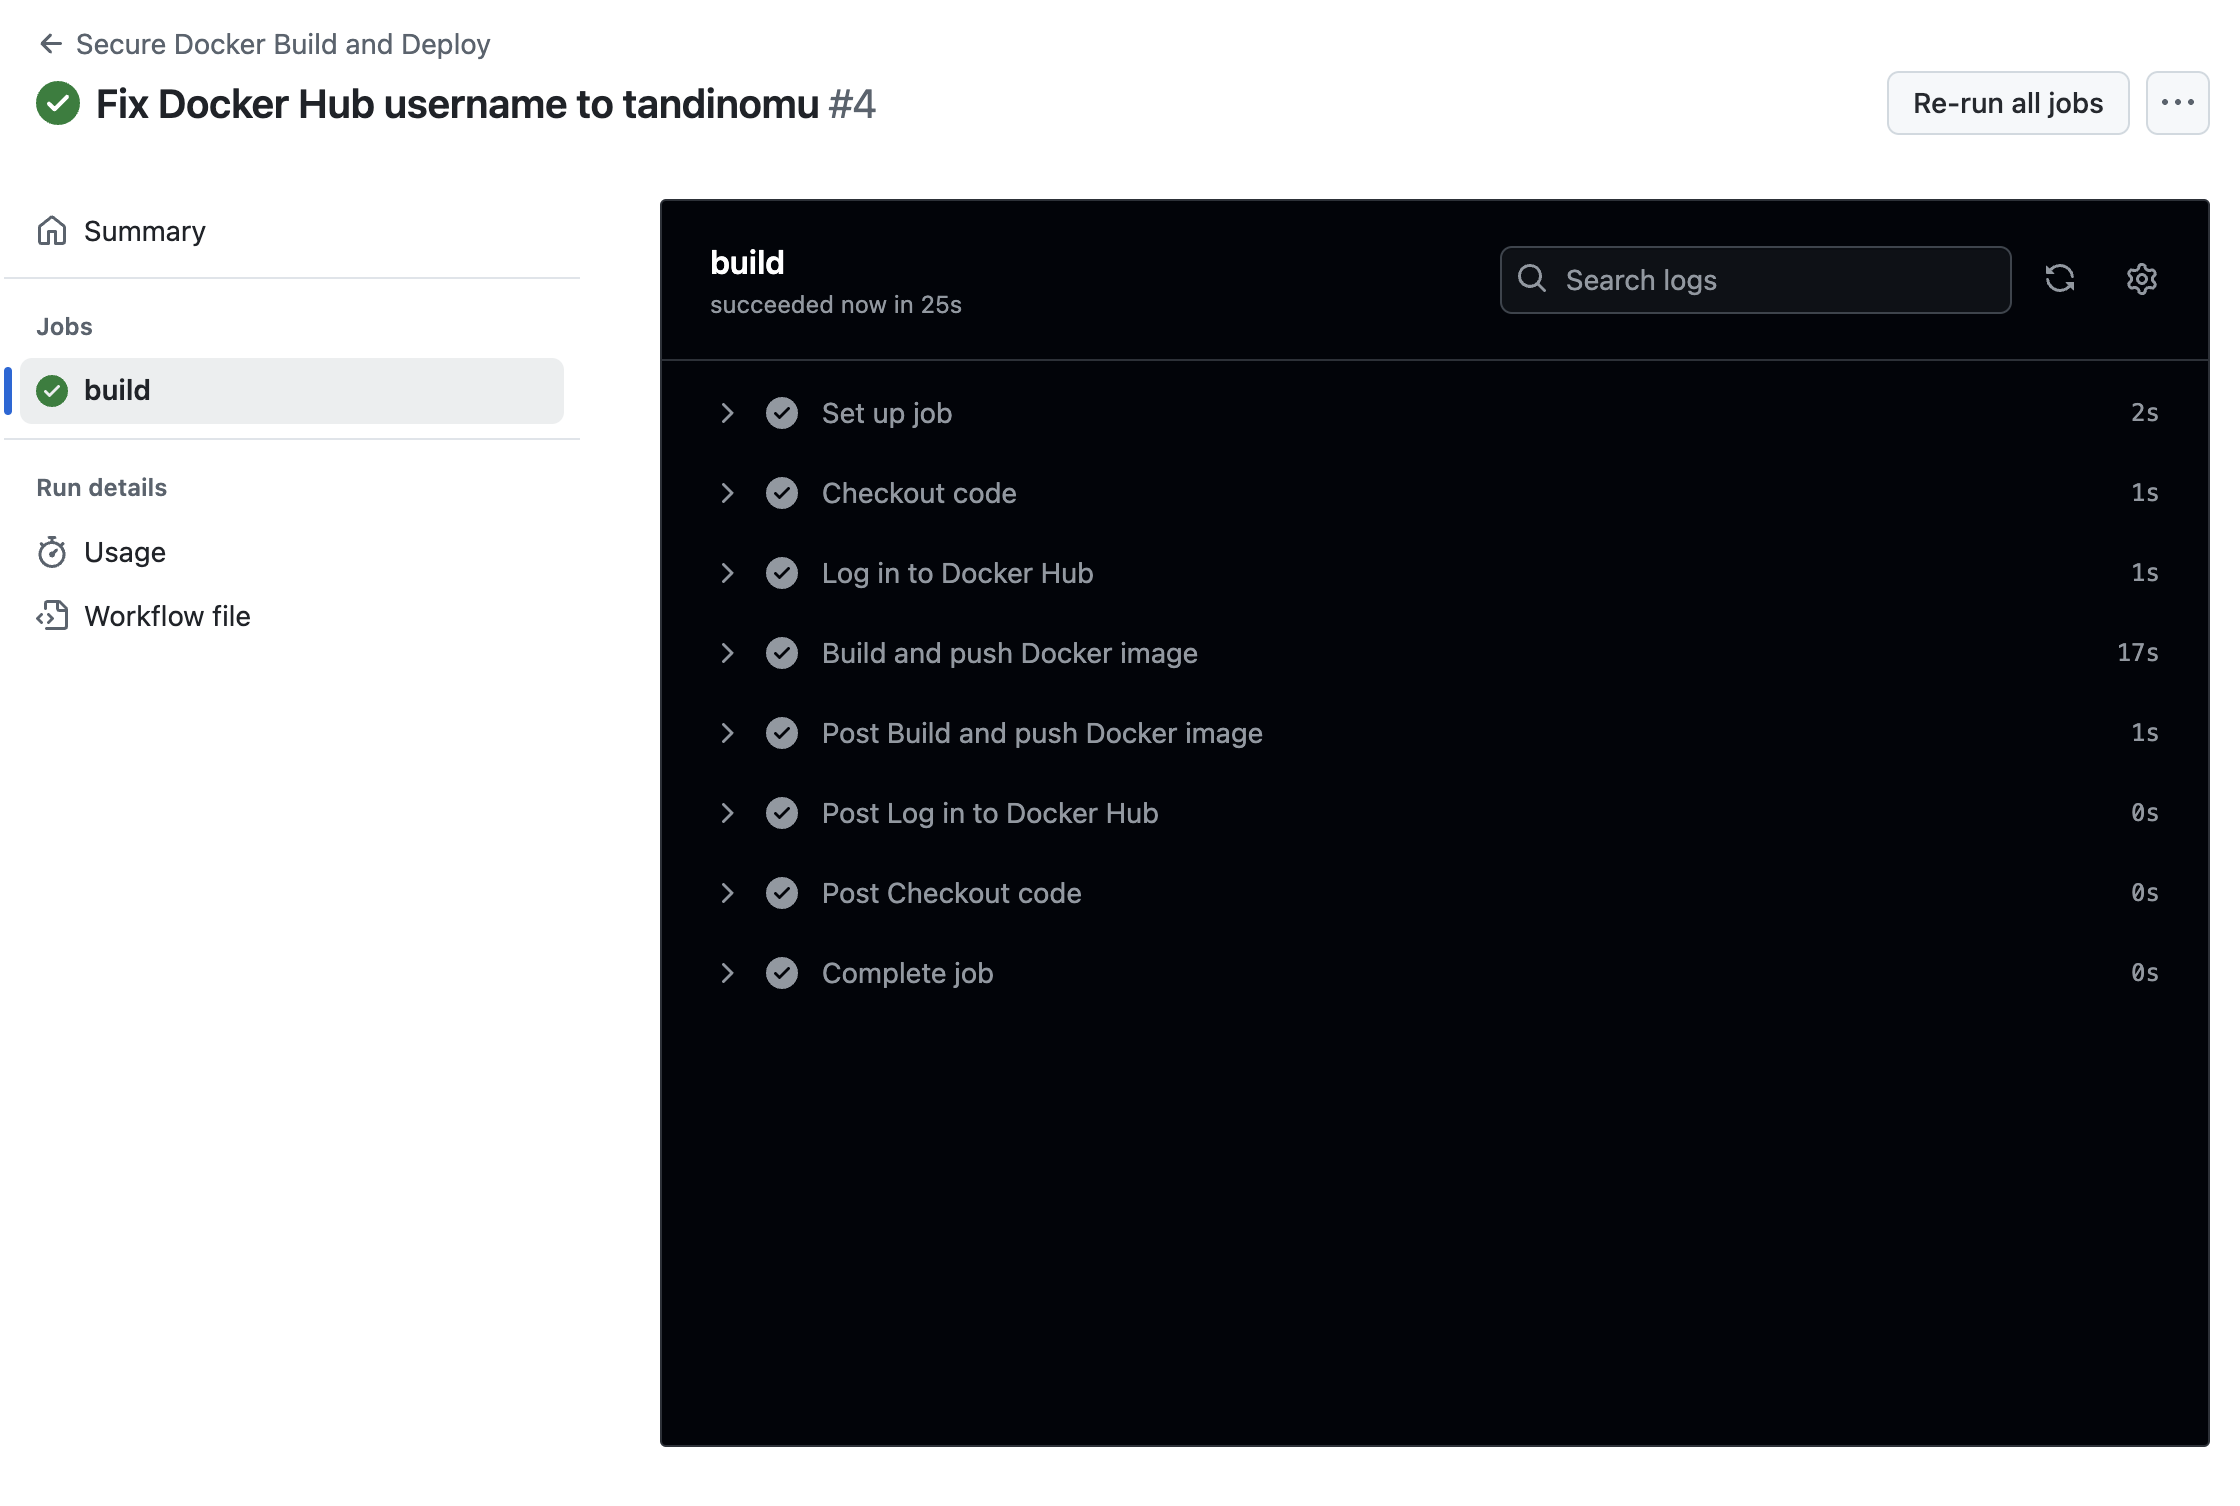 Secure Docker Build and Deploy
Fix Docker Hub username to tandinomu #4
Re-run all jobs
Summary
Jobs
build
Run details
Usage
Workflow file
build
succeeded now in 25s
Search logs
Set up job 2s
Checkout code 1s
Log in to Docker Hub 1s
Build and push Docker image 17s
Post Build and push Docker image 1s
Post Log in to Docker Hub 0s
Post Checkout code 0s
Complete job 0s